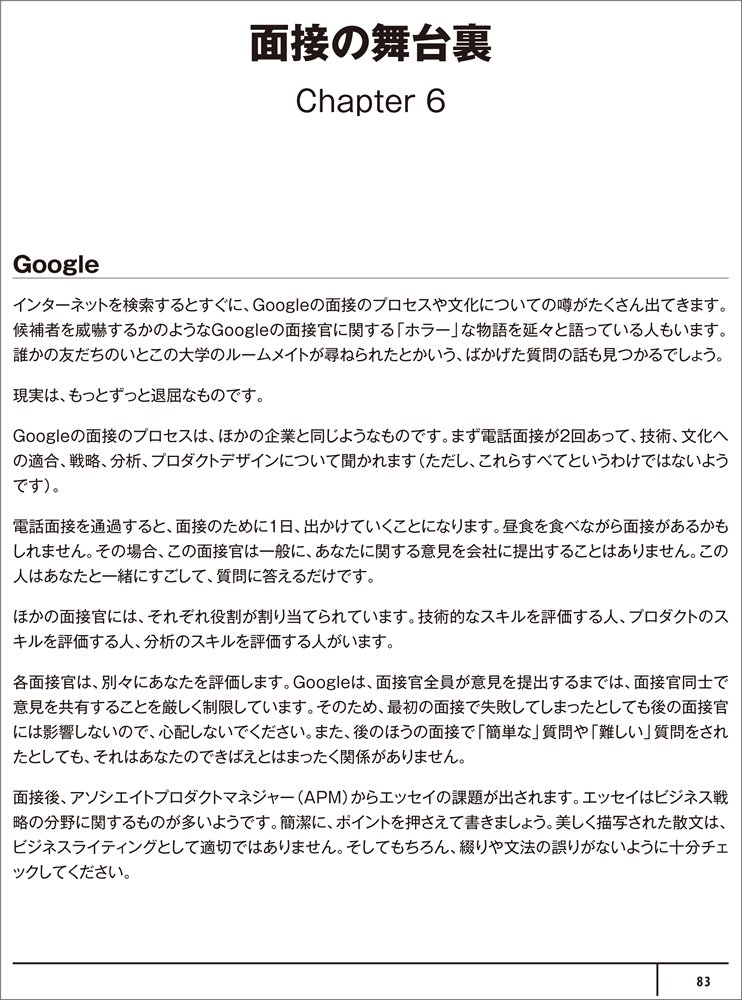 面接の舞台裏
Chapter 6
Google
インターネットを検索するとすぐに、Googleの面接のプロセスや文化についての噂がたくさん出てきます。
候補者を威嚇するかのようなGoogleの面接官に関する「ホラー」な物語を延々と語っている人もいます。
誰かの友だちのいとこの大学のルームメイトが尋ねられたとかいう、ばかげた質問の話も見つかるでしょう。
現実は、もっとずっと退屈なものです。
Googleの面接のプロセスは、ほかの企業と同じようなものです。まず電話面接が2回あって、技術、文化へ
の適合、戦略、分析、プロダクトデザインについて聞かれます（ただし、これらすべてというわけではないよう
です）。
電話面接を通過すると、面接のために1日、出かけていくことになります。昼食を食べながら面接があるかも
しれません。その場合、この面接官は一般に、あなたに関する意見を会社に提出することはありません。この
人はあなたと一緒にすごして、質問に答えるだけです。
ほかの面接官には、それぞれ役割が割り当てられています。技術的なスキルを評価する人、プロダクトのス
キルを評価する人、分析のスキルを評価する人がいます。
各面接官は、別々にあなたを評価します。Googleは、面接官全員が意見を提出するまでは、面接官同士で
意見を共有することを厳しく制限しています。そのため、最初の面接で失敗してしまったとしても後の面接官
には影響しないので、心配しないでください。また、後のほうの面接で「簡単な」質問や「難しい」質問をされ
たとしても、それはあなたのできばえとはまったく関係がありません。
面接後、アソシエイトプロダクトマネジャー（APM）からエッセイの課題が出されます。エッセイはビジネス戦
略の分野に関するものが多いようです。簡潔に、ポイントを押さえて書きましょう。美しく描写された散文は、
ビジネスライティングとして適切ではありません。そしてもちろん、綴りや文法の誤りがないように十分チェ
ックしてください。
83